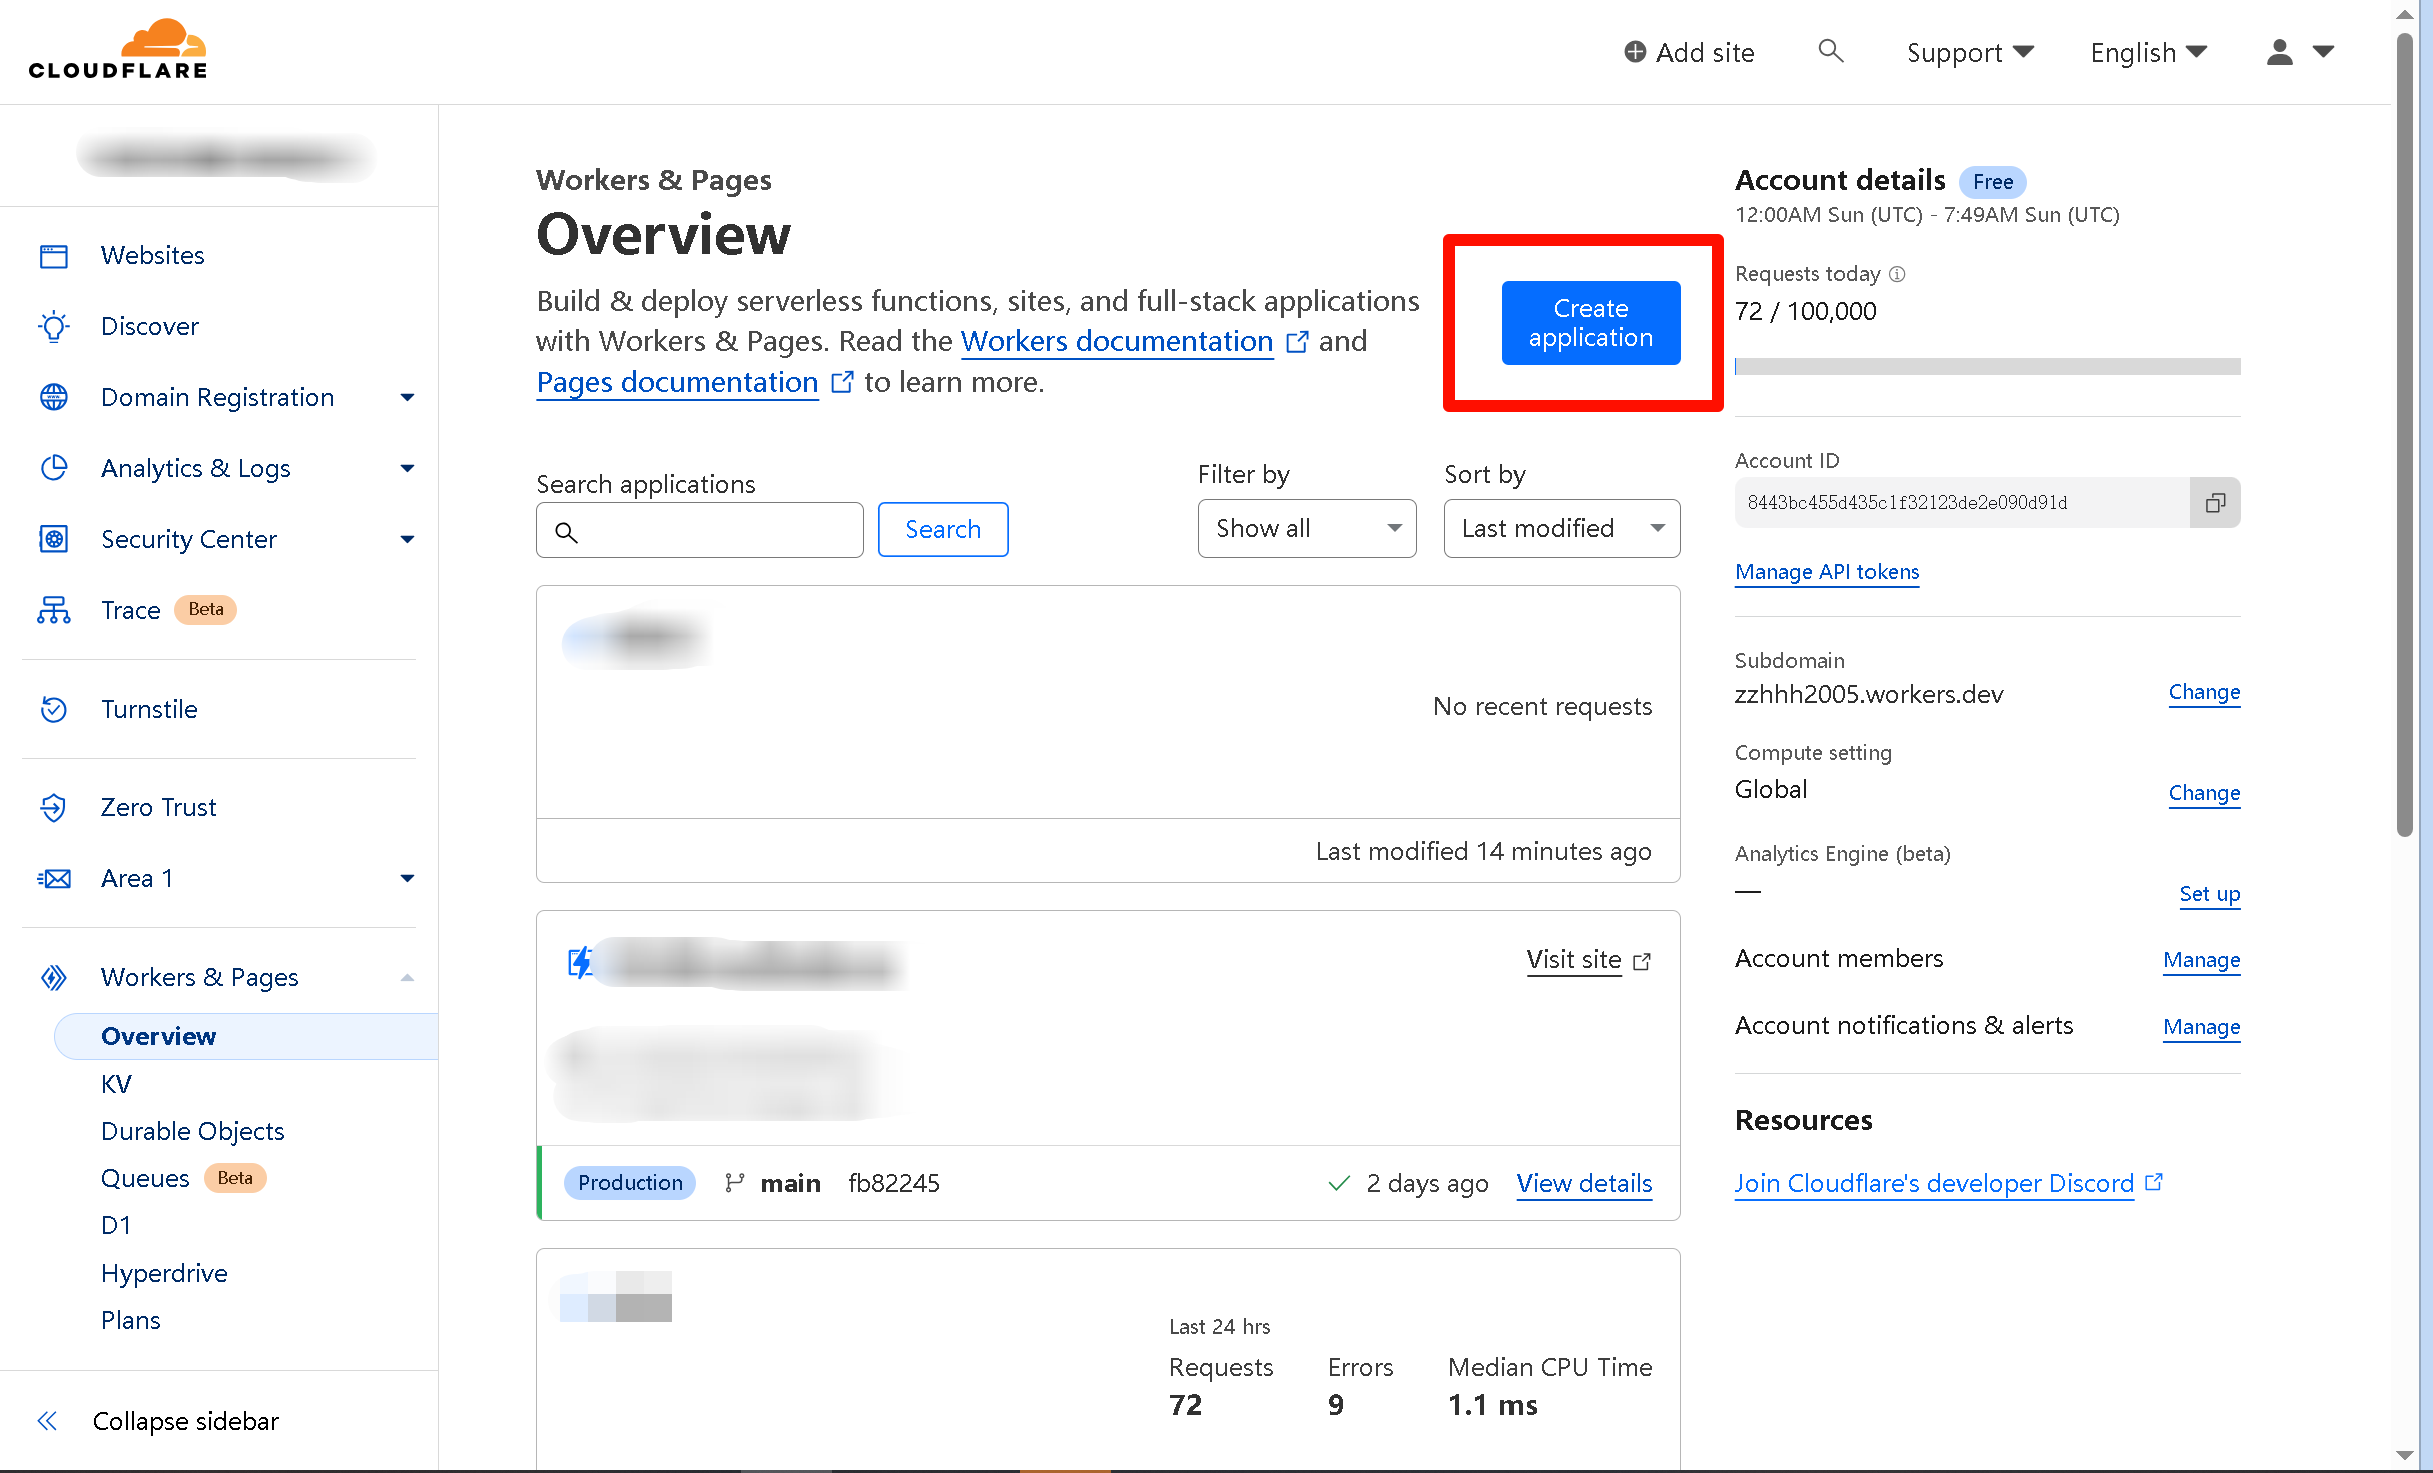 CLOUDFLARE
Add site
Support
English
Websites
Discover
Domain Registration
Analytics & Logs
Security Center
Trace Beta
Turnstile
Zero Trust
Area 1
Workers & Pages
Overview
KV
Durable Objects
Queues Beta
D1
Hyperdrive
Plans
Collapse sidebar
Workers & Pages
Overview
Build & deploy serverless functions, sites, and full-stack applications
with Workers & Pages. Read the Workers documentation and
Pages documentation to learn more.
Create
application
Search applications
Search
Filter by
Show all
Sort by
Last modified
No recent requests
Last modified 14 minutes ago
Visit site
Production main fb82245 2 days ago View details
Last 24 hrs
Requests Errors Median CPU Time
72 9 1.1 ms
Account details Free
12:00AM Sun (UTC) - 7:49AM Sun (UTC)
Requests today
72 / 100,000
Account ID
8443bc455d435c1f32123de2e090d91d
Manage API tokens
Subdomain
zzhhh2005.workers.dev Change
Compute setting
Global Change
Analytics Engine (beta)
— Set up
Account members Manage
Account notifications & alerts Manage
Resources
Join Cloudflare's developer Discord